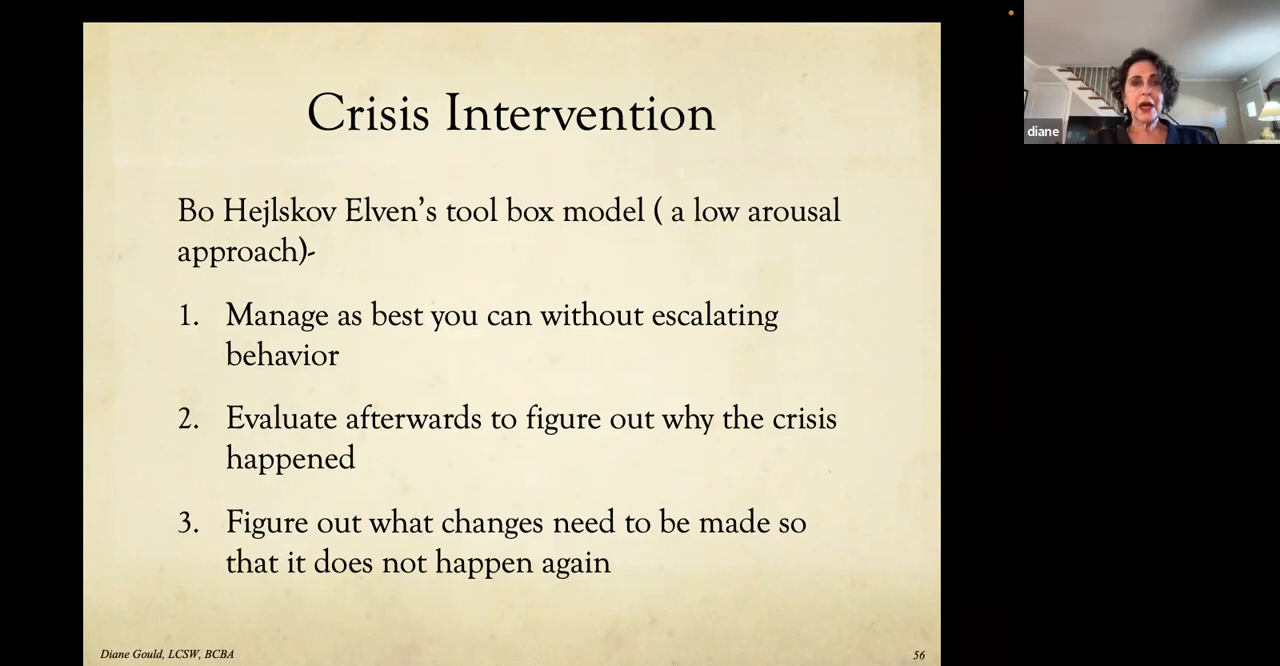 Crisis Intervention
Bo Hejlskov Elven’s tool box model ( a low arousal
approach)-
1. Manage as best you can without escalating
behavior
2. Evaluate afterwards to figure out why the crisis
happened
3. Figure out what changes need to be made so
that it does not happen again
Diane Gould, LCSW, BCBA
56
diane